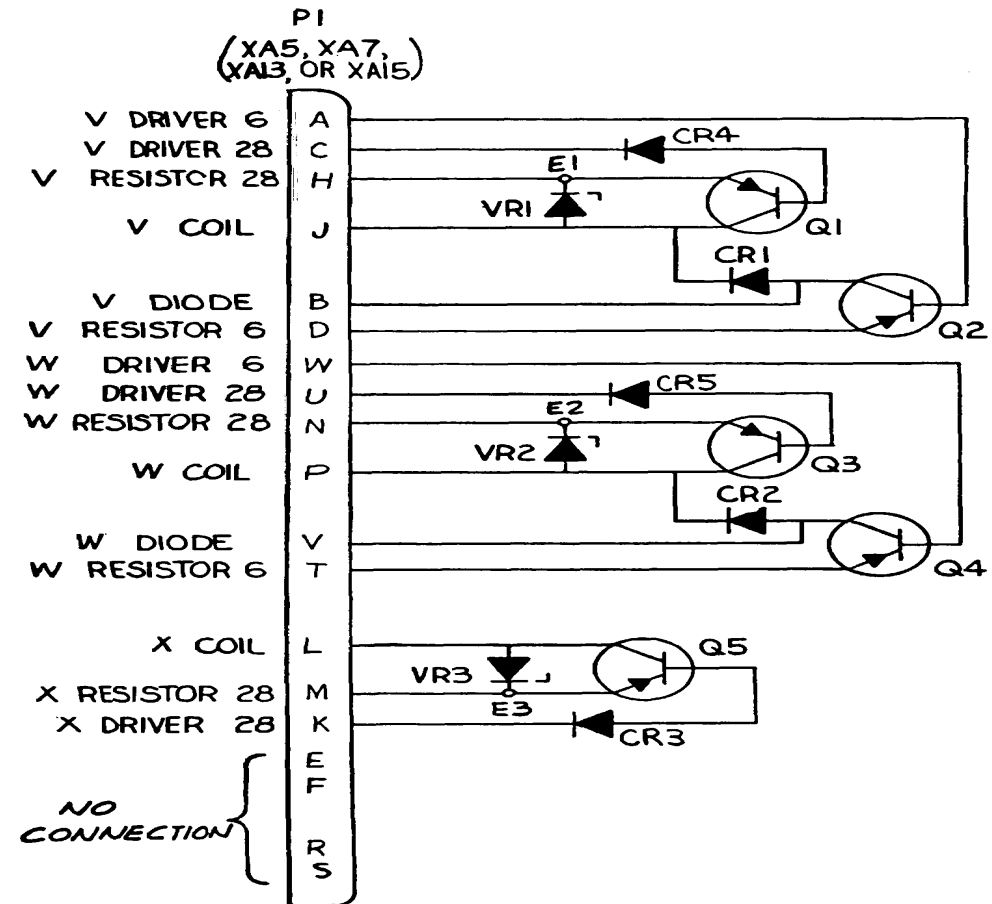 P1
(XA5, XA7,
XA13, OR XA15)
V DRIVER 6 A
V DRIVER 28 C CR4
V RESISTOR 28 H E1
VR1
V COIL J Q1
CR1
V DIODE B
V RESISTOR 6 D Q2
W DRIVER 6 W
W DRIVER 28 U CR5
W RESISTOR 28 N E2
VR2
W COIL P Q3
CR2
W DIODE V
W RESISTOR 6 T Q4
X COIL L Q5
VR3
X RESISTOR 28 M
E3
X DRIVER 28 K CR3
E
F
NO
CONNECTION
R
S